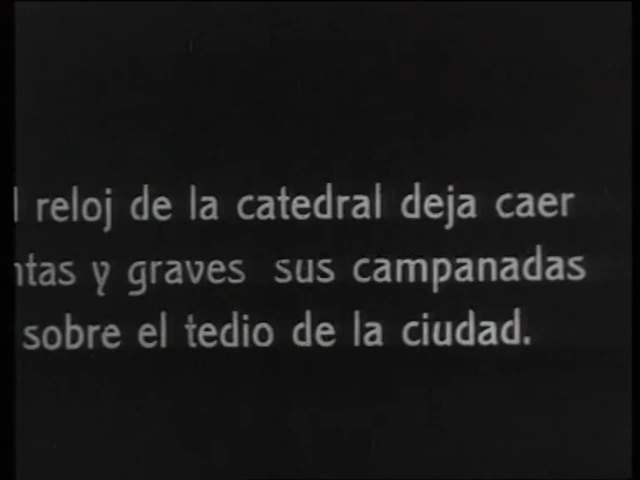 l reloj de la catedral deja caer
ntas y graves sus campanadas
sobre el tedio de la ciudad.